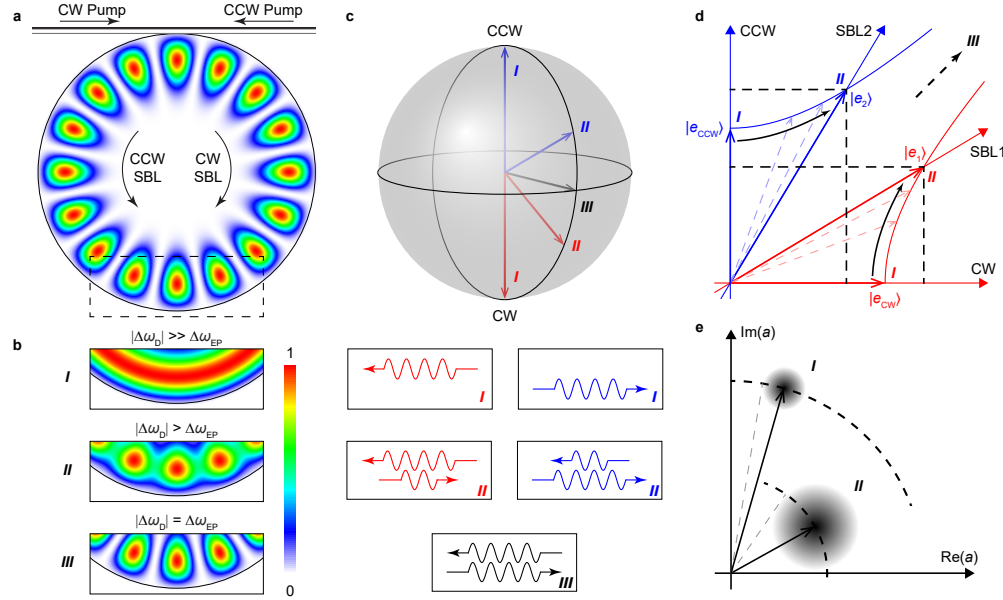 a
CW Pump
CCW Pump
CCW
SBL
CW
SBL
b
|Δω_D| >> Δω_EP
I
|Δω_D| > Δω_EP
II
|Δω_D| = Δω_EP
III
1
0
I
I
II
II
III
c
CCW
I
II
III
II
I
CW
d
CCW
SBL2
III
II
|e₂⟩
I
|e_CCW⟩
|e₁⟩
SBL1
II
I
CW
|e_CW⟩
e
Im(a)
I
II
Re(a)